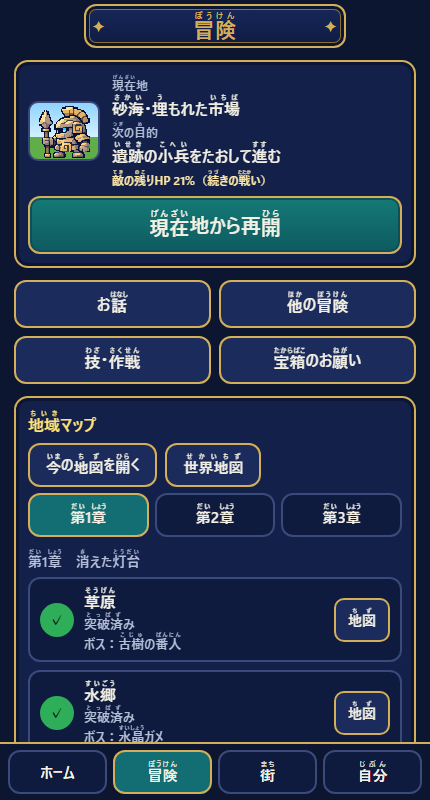 冒険
現在地
砂海・埋もれた市場
次の目的
遺跡の小兵をたおして進む
敵の残りHP 21%（続きの戦い）
現在地から再開
お話
他の冒険
技・作戦
宝箱のお願い
地域マップ
今の地図を開く
世界地図
第1章
第2章
第3章
第1章　消えた灯台
草原
突破済み
ボス：古樹の番人
地図
水郷
突破済み
ボス：水晶ガメ
地図
ホーム
冒険
街
自分